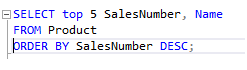 SELECT top 5 SalesNumber, Name
FROM Product
ORDER BY SalesNumber DESC;